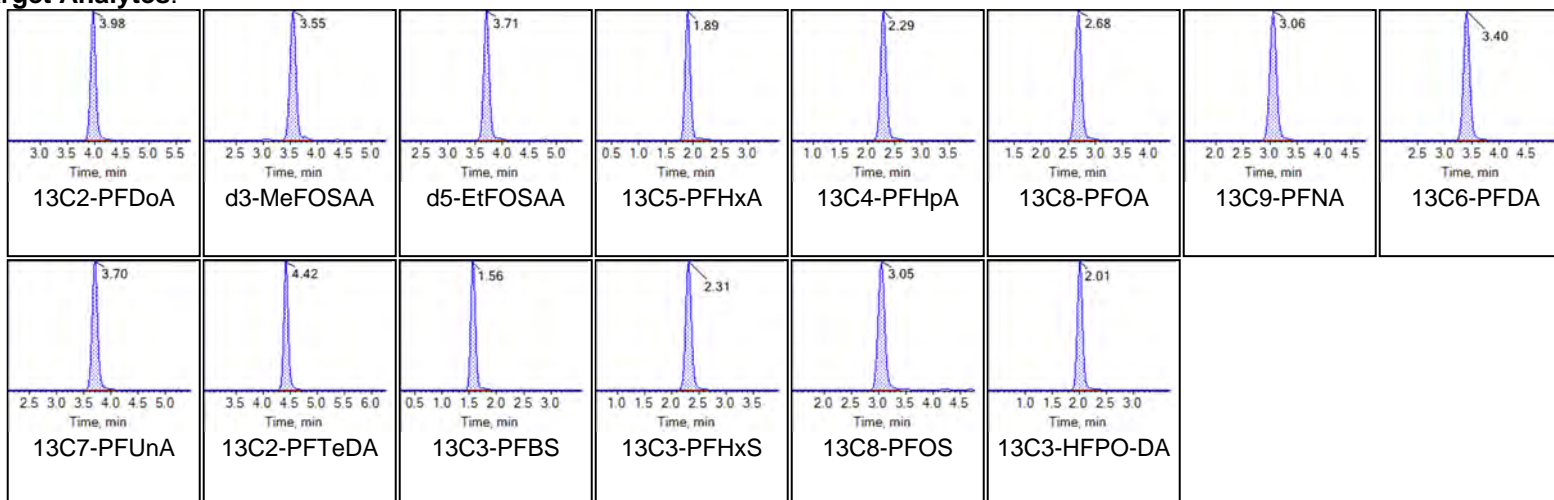 rget Analytes:
3.98 3.55 3.71 1.89 2.29 2.68 3.06 3.40
3.0 3.5 4.0 4.5 5.0 5.5 2.5 3.0 3.5 4.0 4.5 5.0 2.5 3.0 3.5 4.0 4.5 5.0 0.5 1.0 1.5 2.0 2.5 3.0 1.0 1.5 2.0 2.5 3.0 3.5 1.5 2.0 2.5 3.0 3.5 4.0 2.0 2.5 3.0 3.5 4.0 4.5 2.5 3.0 3.5 4.0 4.5
Time, min Time, min Time, min Time, min Time, min Time, min Time, min Time, min
13C2-PFDoA d3-MeFOSAA d5-EtFOSAA 13C5-PFHxA 13C4-PFHpA 13C8-PFOA 13C9-PFNA 13C6-PFDA
3.70 4.42 1.56 2.31 3.05 2.01
2.5 3.0 3.5 4.0 4.5 5.0 3.5 4.0 4.5 5.0 5.5 6.0 0.5 1.0 1.5 2.0 2.5 3.0 1.0 1.5 2.0 2.5 3.0 3.5 2.0 2.5 3.0 3.5 4.0 4.5 1.0 1.5 2.0 2.5 3.0
Time, min Time, min Time, min Time, min Time, min Time, min
13C7-PFUnA 13C2-PFTeDA 13C3-PFBS 13C3-PFHxS 13C8-PFOS 13C3-HFPO-DA